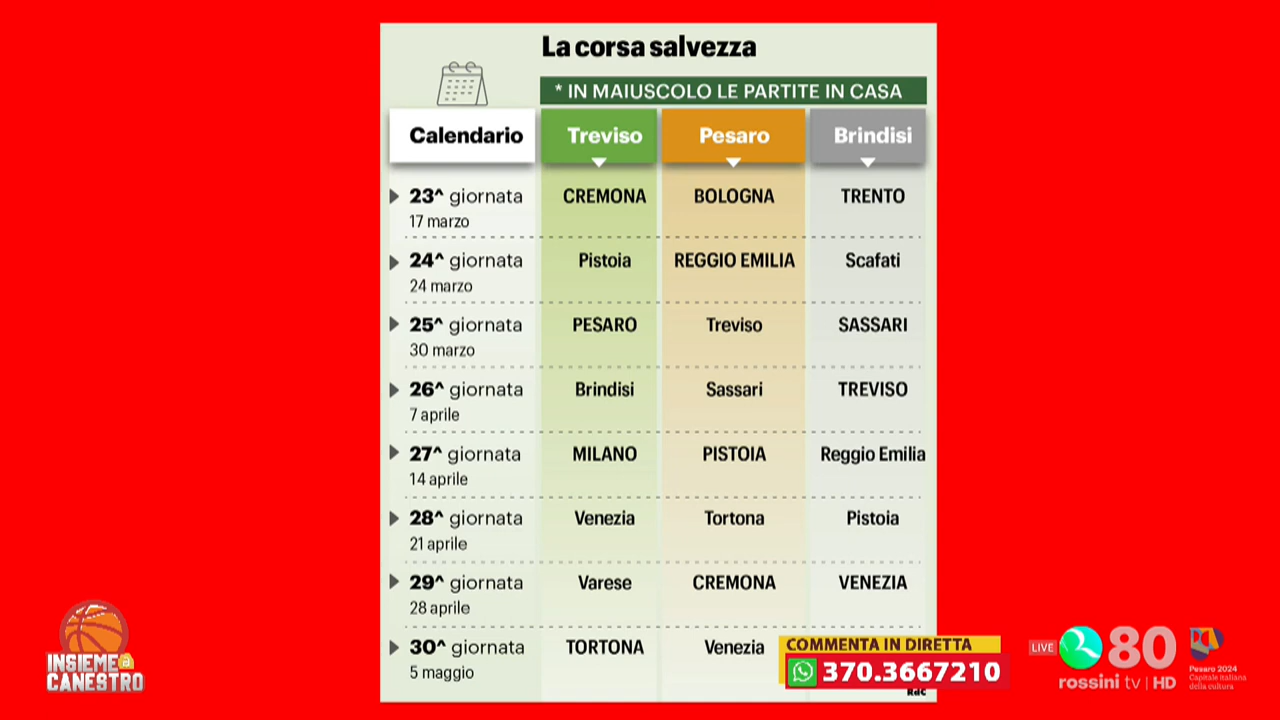 La corsa salvezza
* IN MAIUSCOLO LE PARTITE IN CASA
Calendario Treviso Pesaro Brindisi
23^ giornata CREMONA BOLOGNA TRENTO
17 marzo
24^ giornata Pistoia REGGIO EMILIA Scafati
24 marzo
25^ giornata PESARO Treviso SASSARI
30 marzo
26^ giornata Brindisi Sassari TREVISO
7 aprile
27^ giornata MILANO PISTOIA Reggio Emilia
14 aprile
28^ giornata Venezia Tortona Pistoia
21 aprile
29^ giornata Varese CREMONA VENEZIA
28 aprile
30^ giornata TORTONA Venezia
5 maggio
COMMENTA IN DIRETTA
370.3667210
RdC
INSIEME a
CANESTRO
LIVE 80
rossini tv | HD
Pesaro 2024
Capitale italiana
della cultura